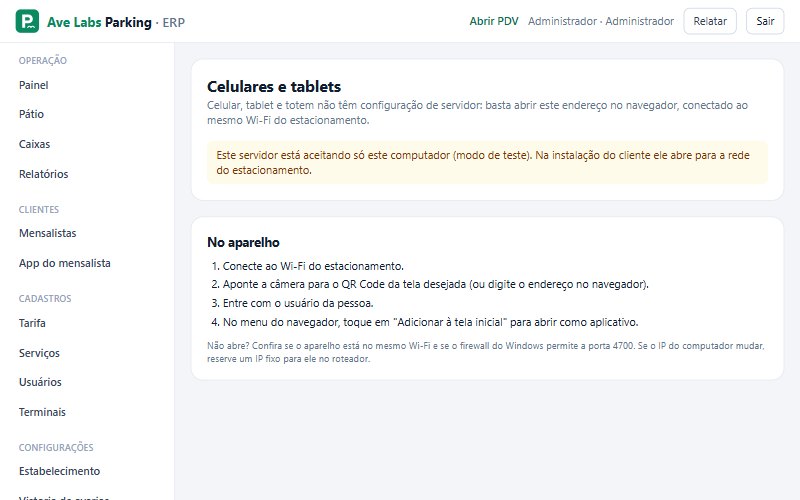 Ave Labs Parking · ERP
Abrir PDV
Administrador · Administrador
Relatar
Sair
OPERAÇÃO
Painel
Pátio
Caixas
Relatórios
CLIENTES
Mensalistas
App do mensalista
CADASTROS
Tarifa
Serviços
Usuários
Terminais
CONFIGURAÇÕES
Estabelecimento
Celulares e tablets
Celular, tablet e totem não têm configuração de servidor: basta abrir este endereço no navegador, conectado ao
mesmo Wi-Fi do estacionamento.
Este servidor está aceitando só este computador (modo de teste). Na instalação do cliente ele abre para a rede
do estacionamento.
No aparelho
1. Conecte ao Wi-Fi do estacionamento.
2. Aponte a câmera para o QR Code da tela desejada (ou digite o endereço no navegador).
3. Entre com o usuário da pessoa.
4. No menu do navegador, toque em "Adicionar à tela inicial" para abrir como aplicativo.
Não abre? Confira se o aparelho está no mesmo Wi-Fi e se o firewall do Windows permite a porta 4700. Se o IP do computador mudar,
reserve um IP fixo para ele no roteador.